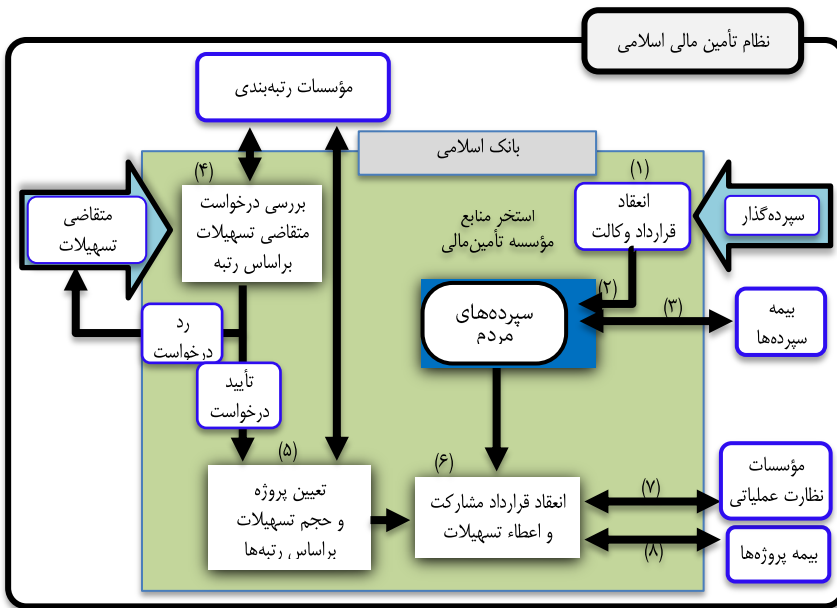 نظام تأمین مالی اسلامی
مؤسسات رتبه‌بندی
بانک اسلامی
(۱)
انعقاد
قرارداد وکالت
سپرده‌گذار
استخر منابع
مؤسسه تأمین‌مالی
(۲)
سپرده‌های
مردم
(۳)
بیمه
سپرده‌ها
(۴)
بررسی درخواست
متقاضی تسهیلات
براساس رتبه
متقاضی
تسهیلات
رد
درخواست
تأیید
درخواست
(۵)
تعیین پروژه
و حجم تسهیلات
براساس رتبه‌ها
(۶)
انعقاد قرارداد مشارکت
و اعطاء تسهیلات
(۷)
مؤسسات
نظارت عملیاتی
(۸)
بیمه پروژه‌ها